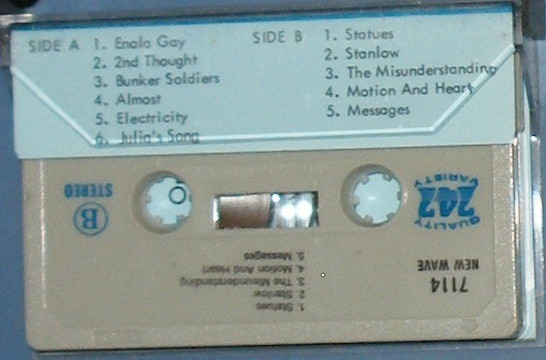 SIDE A
1. Enola Gay
2. 2nd Thought
3. Bunker Soldiers
4. Almost
5. Electricity
6. Julia's Song
SIDE B
1. Statues
2. Stanlow
3. The Misunderstanding
4. Motion And Heart
5. Messages
B
STEREO
QUALITY
242
VARIETY
7114
NEW WAVE
1. Statues
2. Stanlow
3. The Misunderstanding
4. Motion And Heart
5. Messages